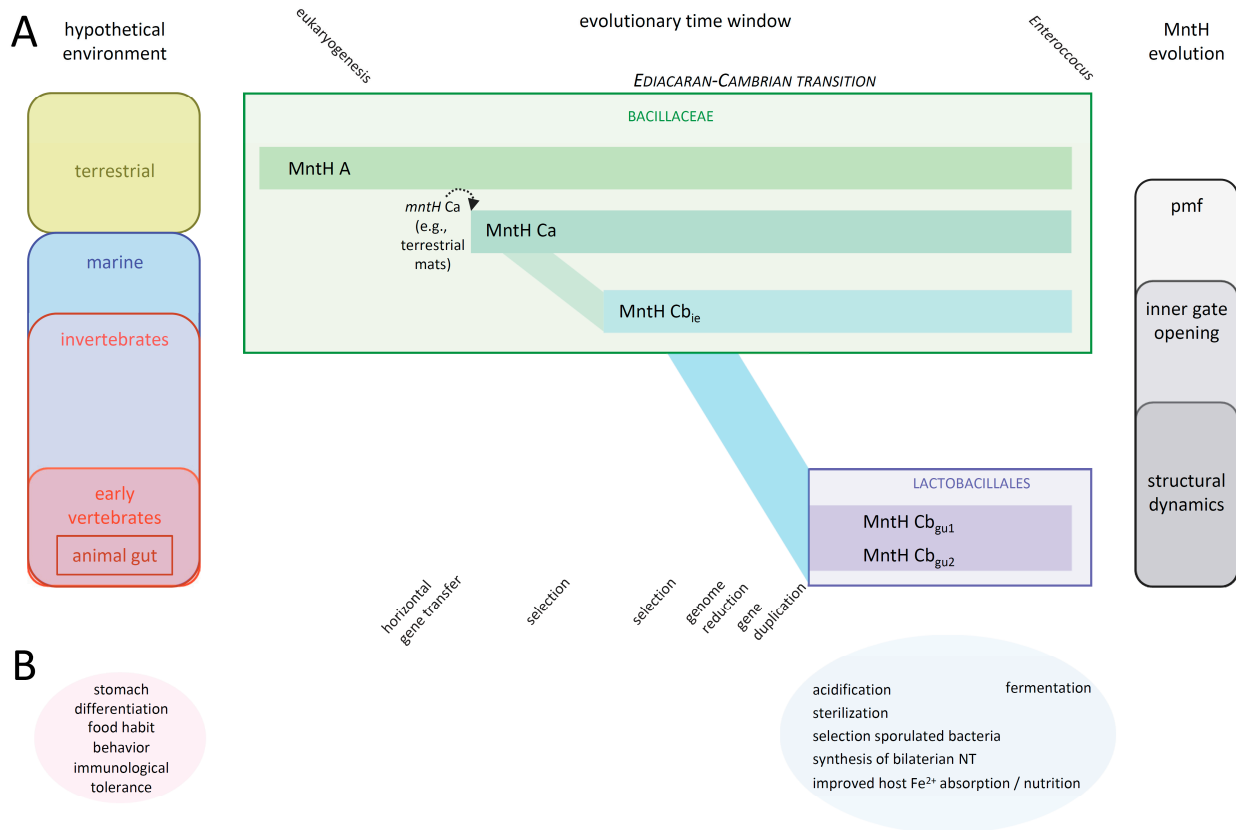 A
hypothetical
environment
eukaryogenesis
evolutionary time window
Enteroccocus
MntH
evolution
EDIACARAN-CAMBRIAN TRANSITION
BACILLACEAE
terrestrial
MntH A
mntH Ca
(e.g.,
terrestrial
mats)
MntH Ca
pmf
marine
MntH Cbie
inner gate
opening
invertebrates
LACTOBACILLALES
structural
dynamics
early
vertebrates
animal gut
MntH Cbgu1
MntH Cbgu2
horizontal
gene transfer
selection
selection
genome
reduction
gene
duplication
B
stomach
differentiation
food habit
behavior
immunological
tolerance
acidification
fermentation
sterilization
selection sporulated bacteria
synthesis of bilaterian NT
improved host Fe²⁺ absorption / nutrition